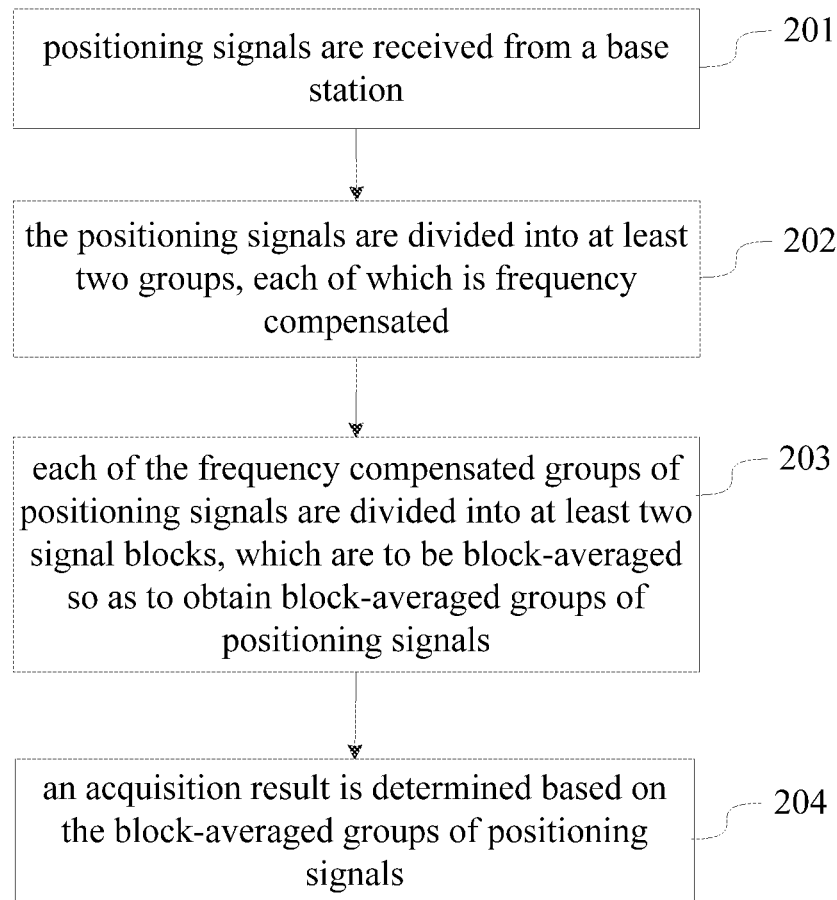 positioning signals are received from a base
station
201
the positioning signals are divided into at least
two groups, each of which is frequency
compensated
202
each of the frequency compensated groups of
positioning signals are divided into at least two
signal blocks, which are to be block-averaged
so as to obtain block-averaged groups of
positioning signals
203
an acquisition result is determined based on
the block-averaged groups of positioning
signals
204